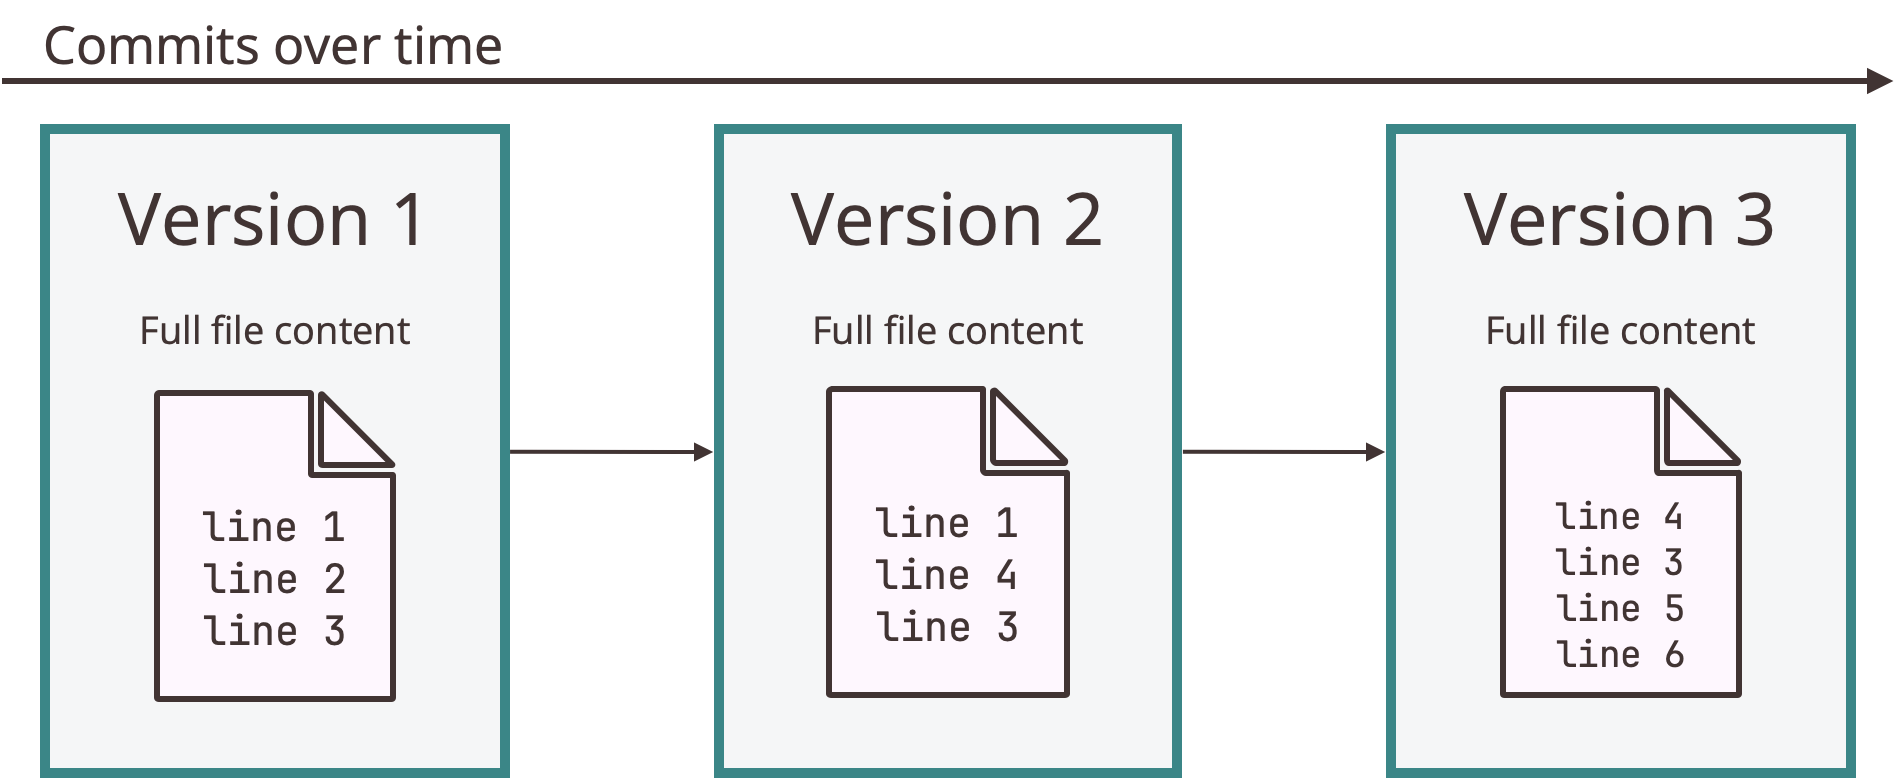 Commits over time
Version 1
Full file content
line 1
line 2
line 3
Version 2
Full file content
line 1
line 4
line 3
Version 3
Full file content
line 4
line 3
line 5
line 6